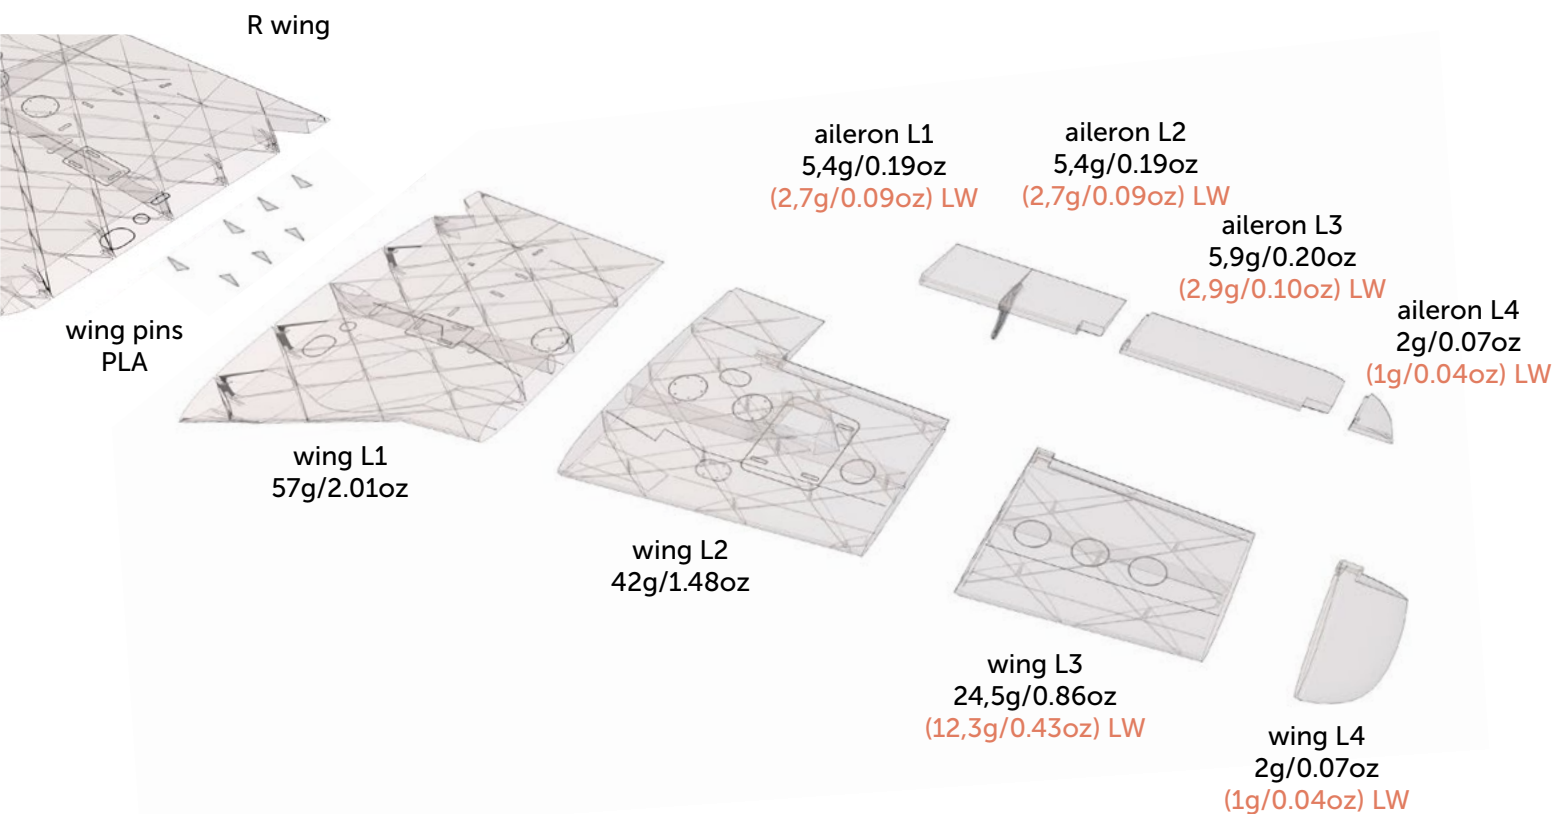 R wing
aileron L1
5,4g/0.19oz
(2,7g/0.09oz) LW
aileron L2
5,4g/0.19oz
(2,7g/0.09oz) LW
aileron L3
5,9g/0.20oz
(2,9g/0.10oz) LW
aileron L4
2g/0.07oz
(1g/0.04oz) LW
wing pins
PLA
wing L1
57g/2.01oz
wing L2
42g/1.48oz
wing L3
24,5g/0.86oz
(12,3g/0.43oz) LW
wing L4
2g/0.07oz
(1g/0.04oz) LW